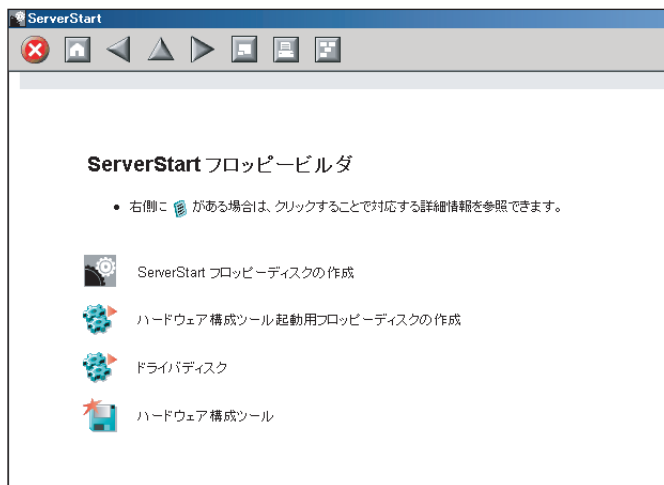 ServerStart
ServerStart フロッピービルダ
• 右側に がある場合は、クリックすることで対応する詳細情報を参照できます。
ServerStart フロッピーディスクの作成
ハードウェア構成ツール起動用フロッピーディスクの作成
ドライバディスク
ハードウェア構成ツール